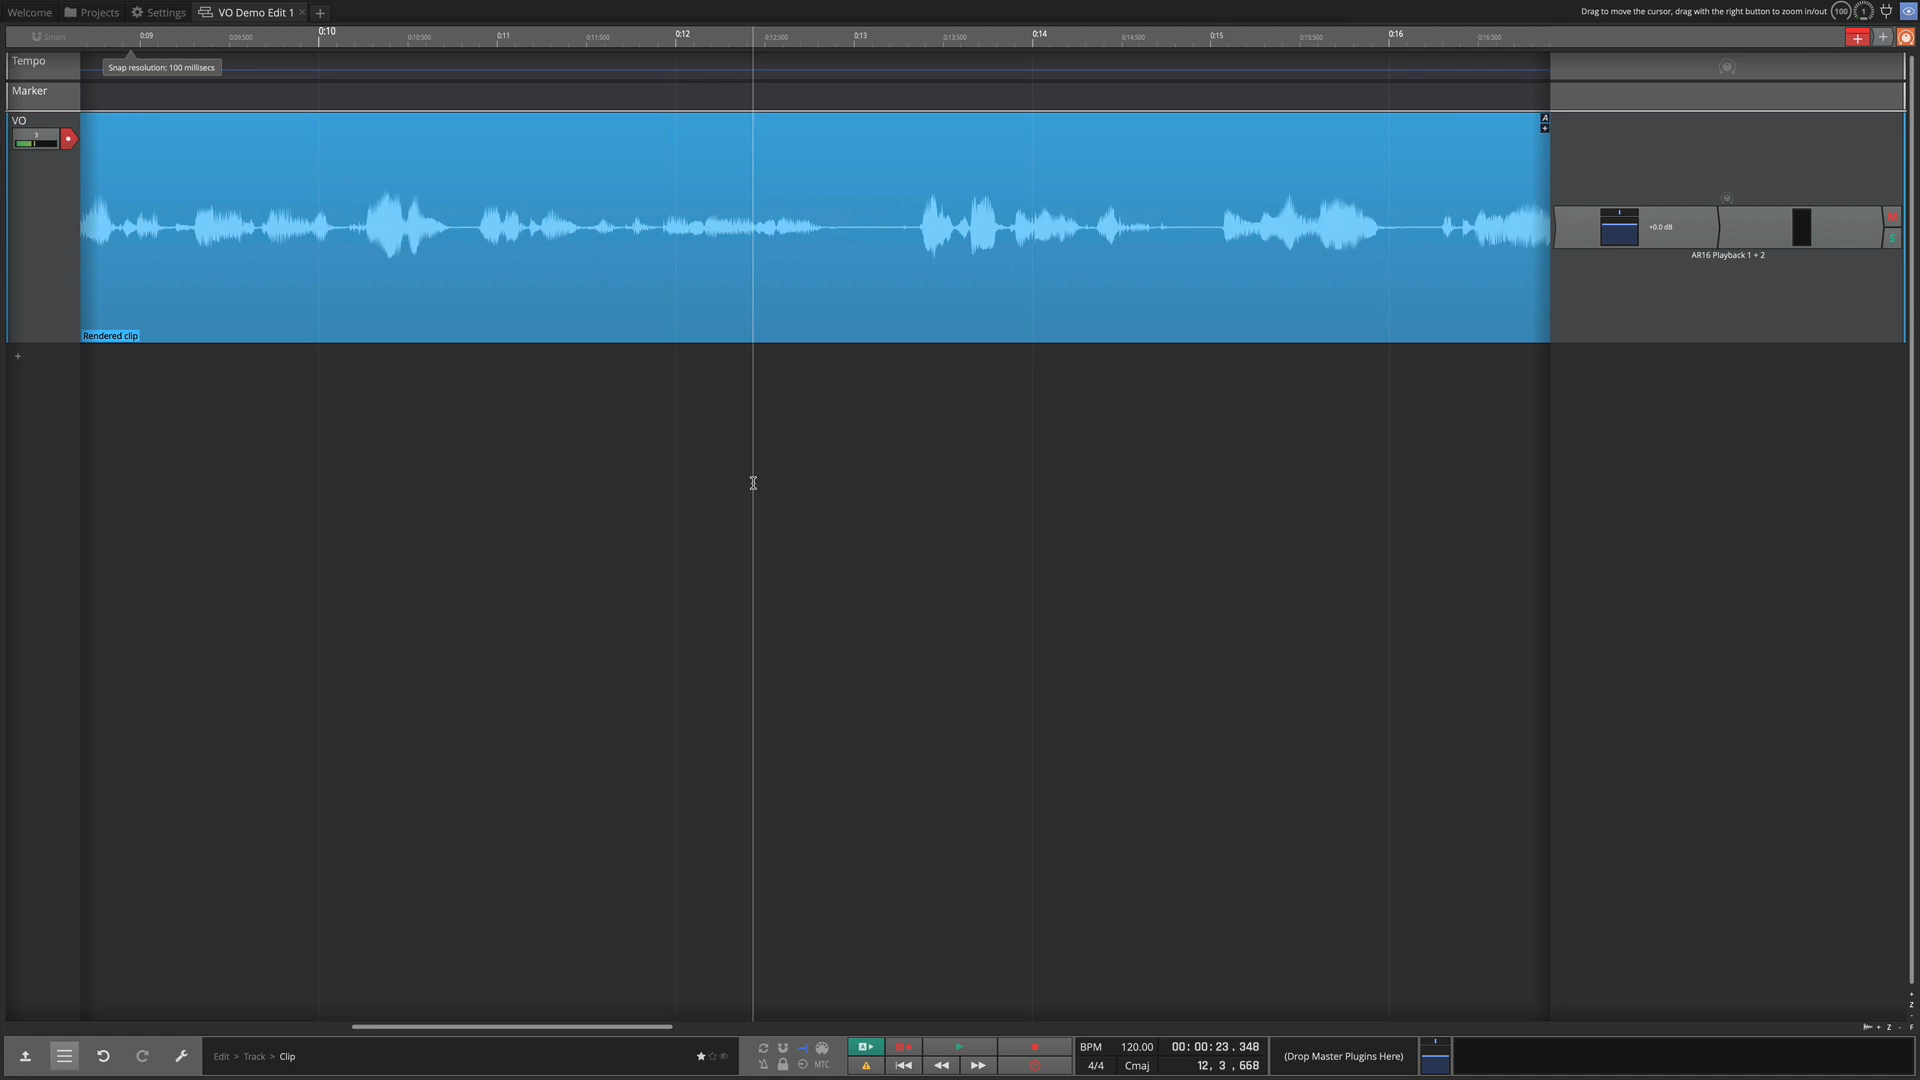 Welcome
Projects
Settings
VO Demo Edit 1
Drag to move the cursor, drag with the right button to zoom in/out
100
1
Smart
0:09
0:09:500
0:10
0:10:500
0:11
0:11:500
0:12
0:12:500
0:13
0:13:500
0:14
0:14:500
0:15
0:15:500
0:16
0:16:500
Tempo
Snap resolution: 100 millisecs
Marker
VO
3
A
+0.0 dB
M
S
AR16 Playback 1 + 2
Rendered clip
Z
Z
F
Edit > Track > Clip
MTC
A
BPM
120.00
00: 00: 23 . 348
4/4
Cmaj
12, 3 , 668
(Drop Master Plugins Here)